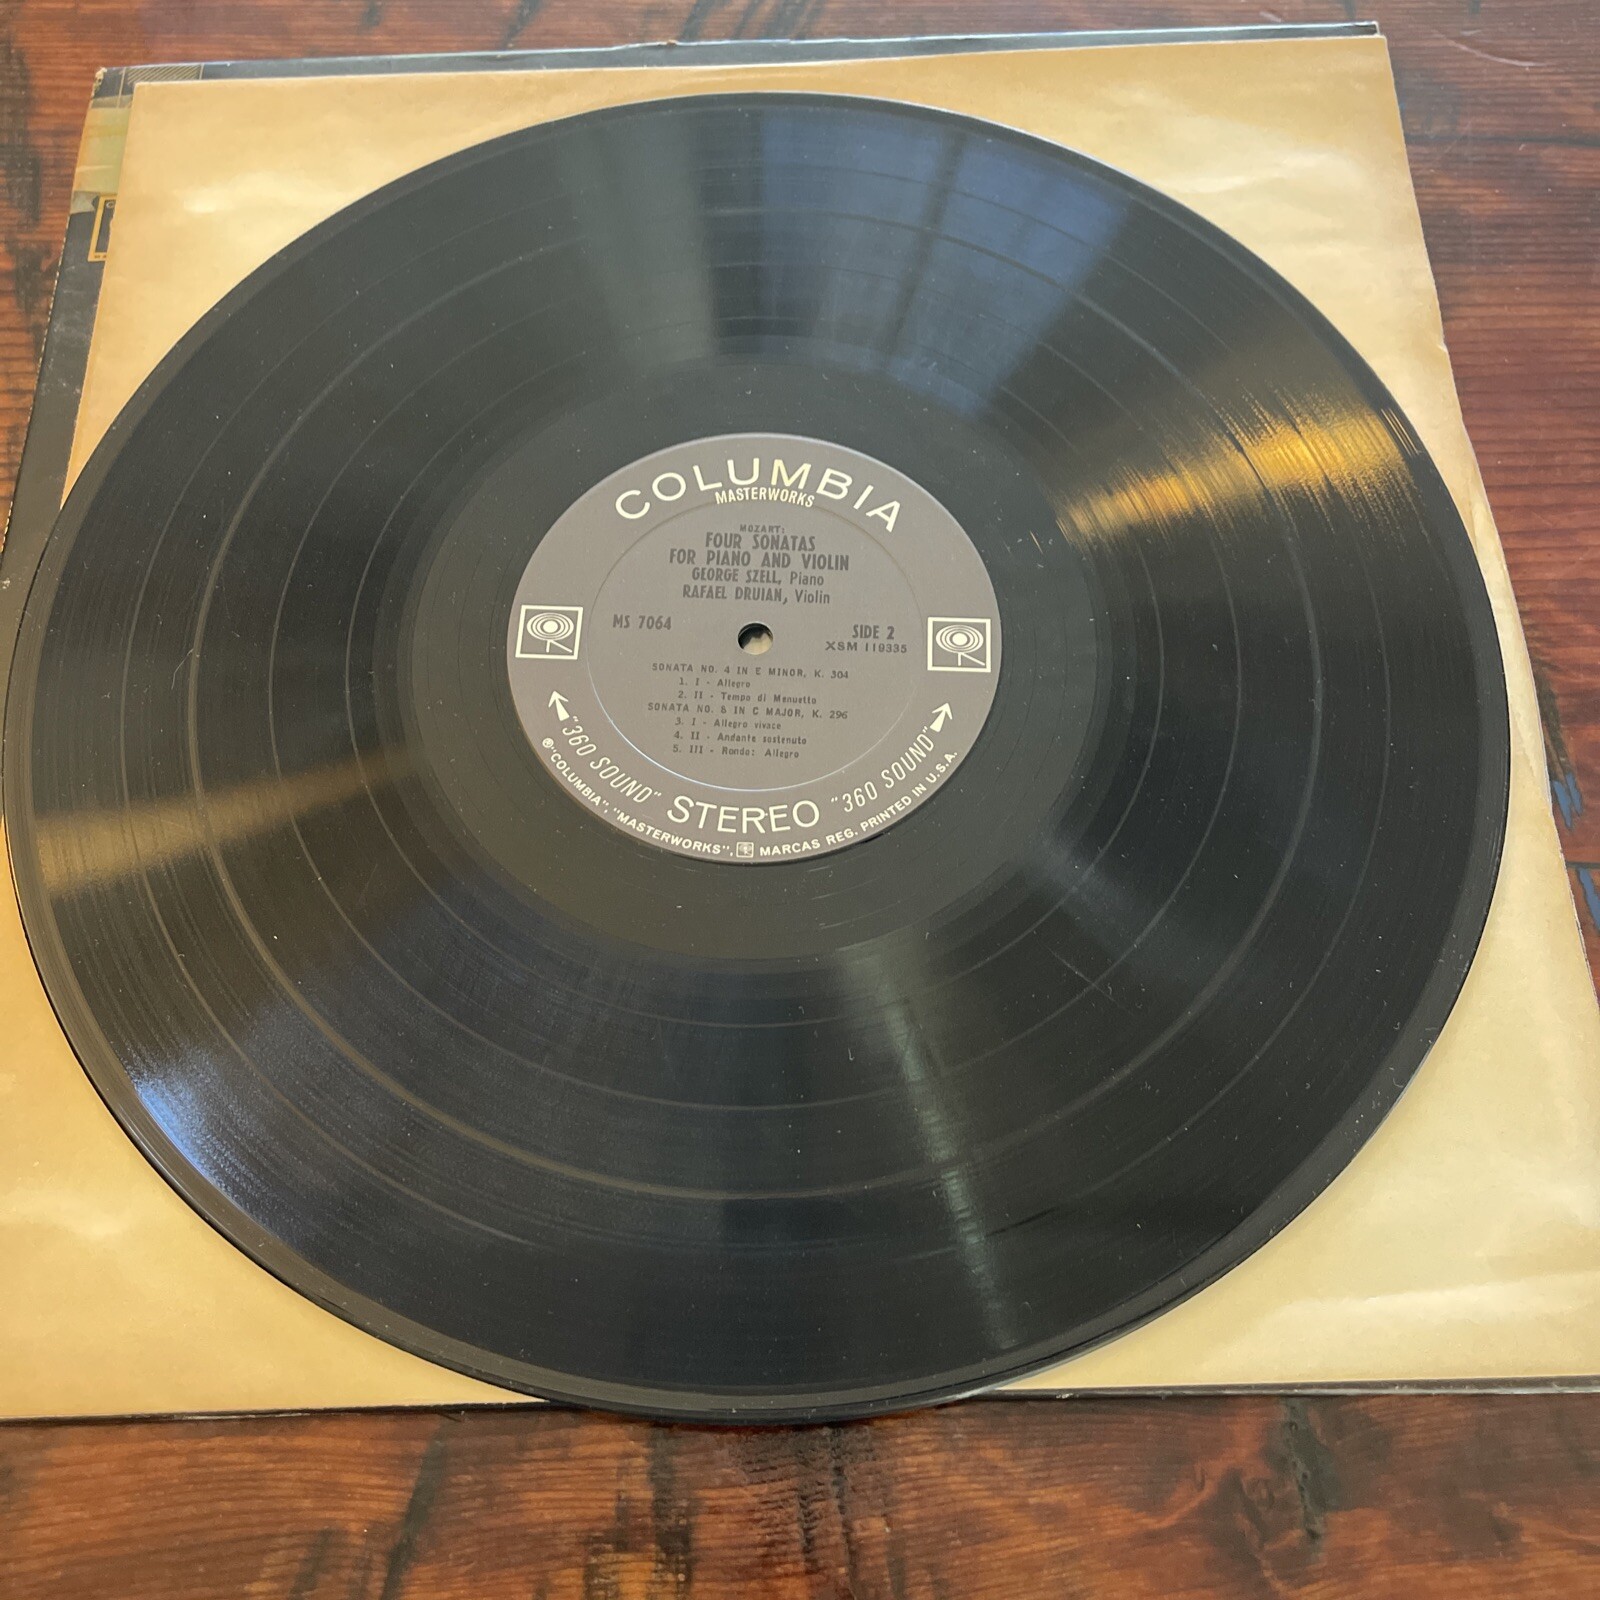 COLUMBIA
MASTERWORKS
MOZART:
FOUR SONATAS
FOR PIANO AND VIOLIN
GEORGE SZELL, Piano
RAFAEL DRUIAN, Violin
MS 7064
SIDE 2
XSM 119335
SONATA NO. 4 IN E MINOR, K. 304
1. I - Allegro
2. II - Tempo di Menuetto
SONATA NO. 8 IN C MAJOR, K. 296
3. I - Allegro vivace
4. II - Andante sostenuto
5. III - Rondo: Allegro
"360 SOUND" STEREO "360 SOUND"
®"COLUMBIA", "MASTERWORKS", MARCAS REG. PRINTED IN U.S.A.